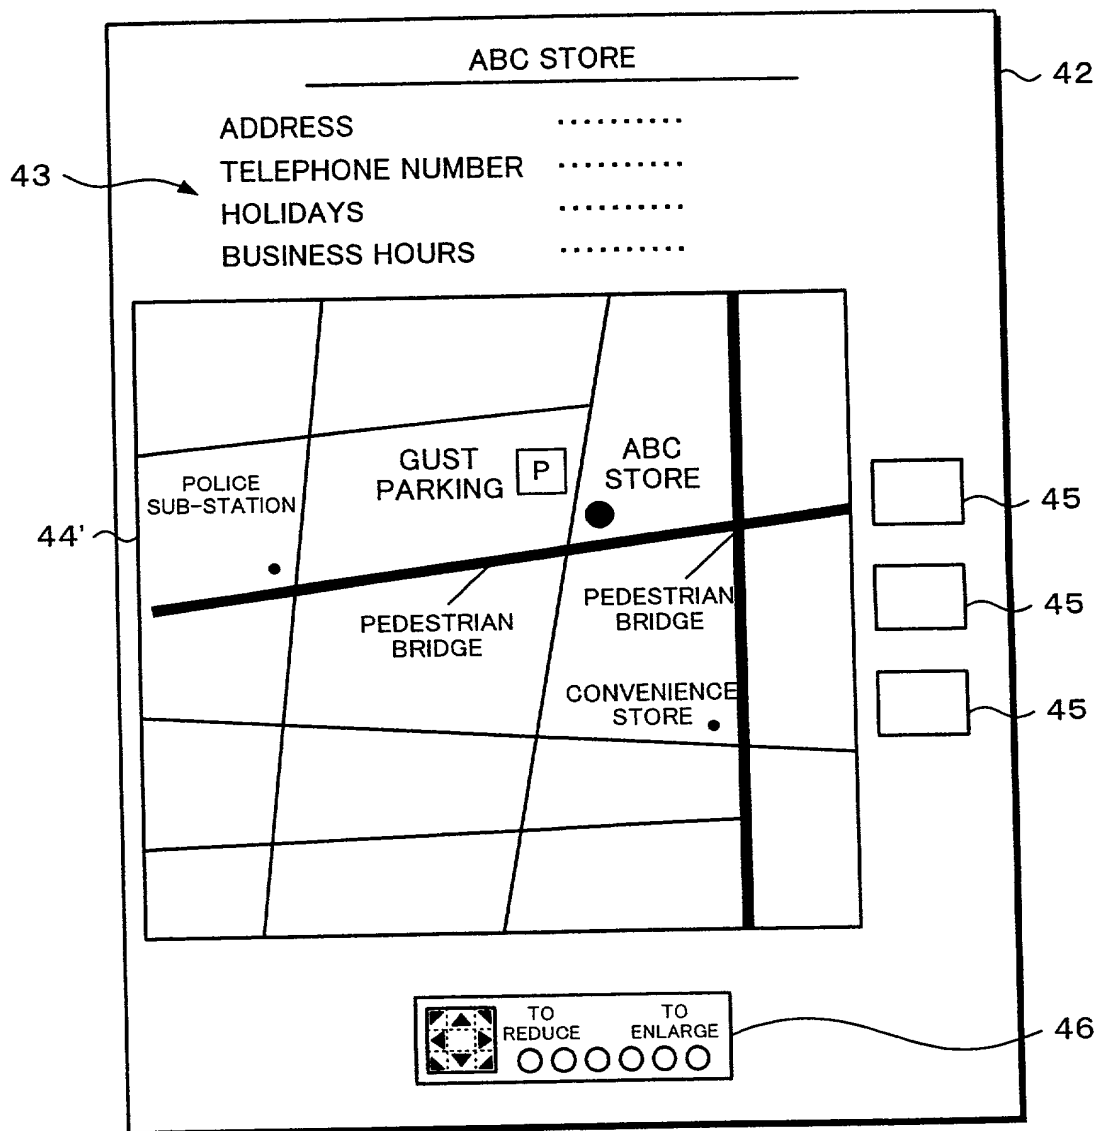 ABC STORE
42
ADDRESS ..........
TELEPHONE NUMBER ..........
43
HOLIDAYS ..........
BUSINESS HOURS ..........
GUST
PARKING
P
ABC
STORE
POLICE
SUB-STATION
44'
45
PEDESTRIAN
BRIDGE
PEDESTRIAN
BRIDGE
45
CONVENIENCE
STORE
45
TO
REDUCE
TO
ENLARGE
46